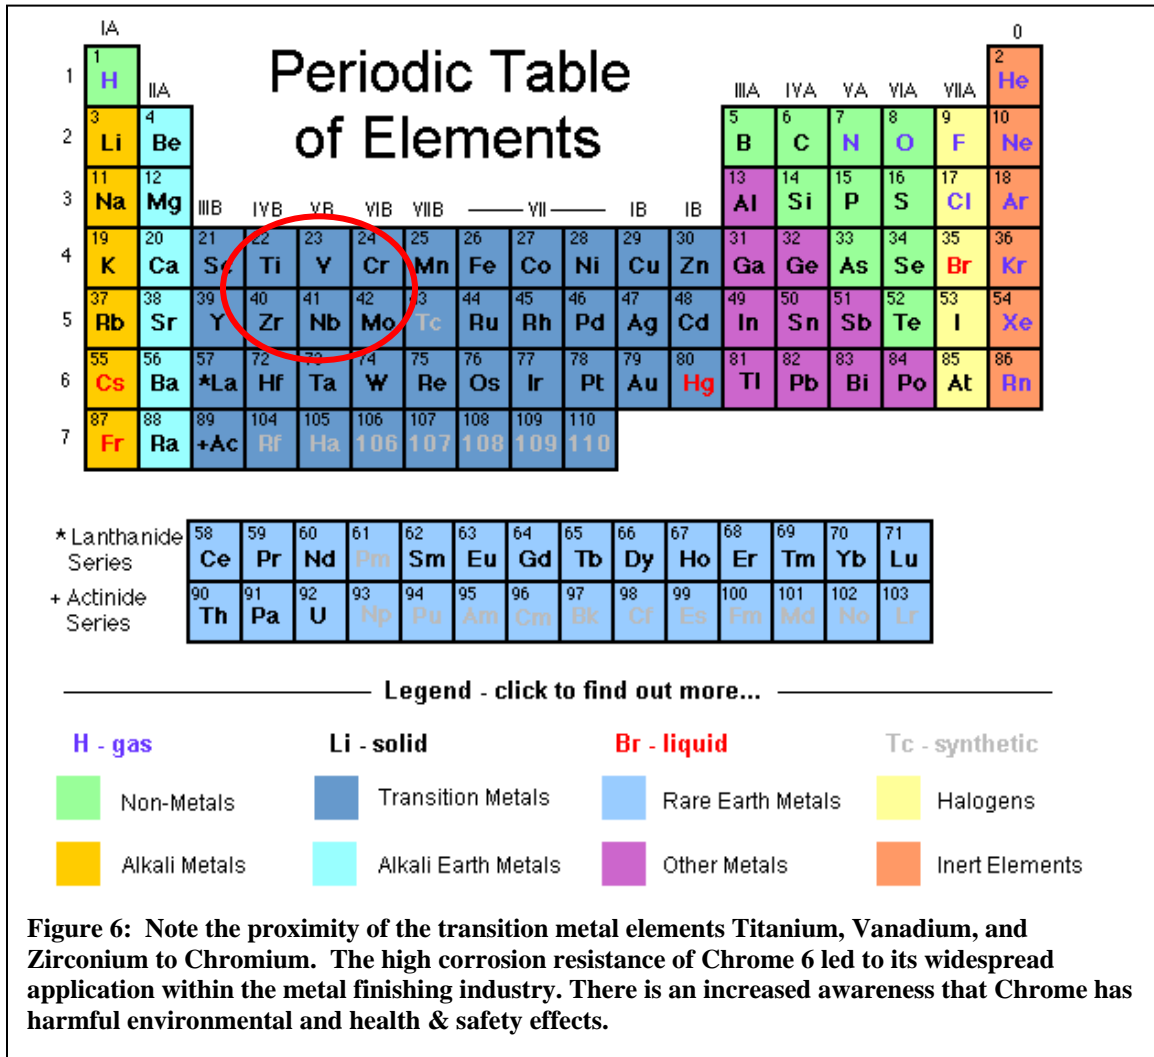 IA 0
Periodic Table
of Elements
1 1 H IIA IIIA IVA VA VIA VIIA 2 He
2 3 Li 4 Be 5 B 6 C 7 N 8 O 9 F 10 Ne
3 11 Na 12 Mg IIIB IVB VB VIB VIIB —— VII —— IB IB 13 Al 14 Si 15 P 16 S 17 Cl 18 Ar
4 19 K 20 Ca 21 Sc 22 Ti 23 V 24 Cr 25 Mn 26 Fe 27 Co 28 Ni 29 Cu 30 Zn 31 Ga 32 Ge 33 As 34 Se 35 Br 36 Kr
5 37 Rb 38 Sr 39 Y 40 Zr 41 Nb 42 Mo 43 Tc 44 Ru 45 Rh 46 Pd 47 Ag 48 Cd 49 In 50 Sn 51 Sb 52 Te 53 I 54 Xe
6 55 Cs 56 Ba 57 *La 72 Hf 73 Ta 74 W 75 Re 76 Os 77 Ir 78 Pt 79 Au 80 Hg 81 Tl 82 Pb 83 Bi 84 Po 85 At 86 Rn
7 87 Fr 88 Ra 89 +Ac 104 Rf 105 Ha 106 106 107 107 108 108 109 109 110 110
* Lanthanide Series 58 Ce 59 Pr 60 Nd 61 Pm 62 Sm 63 Eu 64 Gd 65 Tb 66 Dy 67 Ho 68 Er 69 Tm 70 Yb 71 Lu
+ Actinide Series 90 Th 91 Pa 92 U 93 Np 94 Pu 95 Am 96 Cm 97 Bk 98 Cf 99 Es 100 Fm 101 Md 102 No 103 Lr
Legend - click to find out more...
H - gas Li - solid Br - liquid Tc - synthetic
Non-Metals Transition Metals Rare Earth Metals Halogens
Alkali Metals Alkali Earth Metals Other Metals Inert Elements
Figure 6: Note the proximity of the transition metal elements Titanium, Vanadium, and
Zirconium to Chromium. The high corrosion resistance of Chrome 6 led to its widespread
application within the metal finishing industry. There is an increased awareness that Chrome has
harmful environmental and health & safety effects.